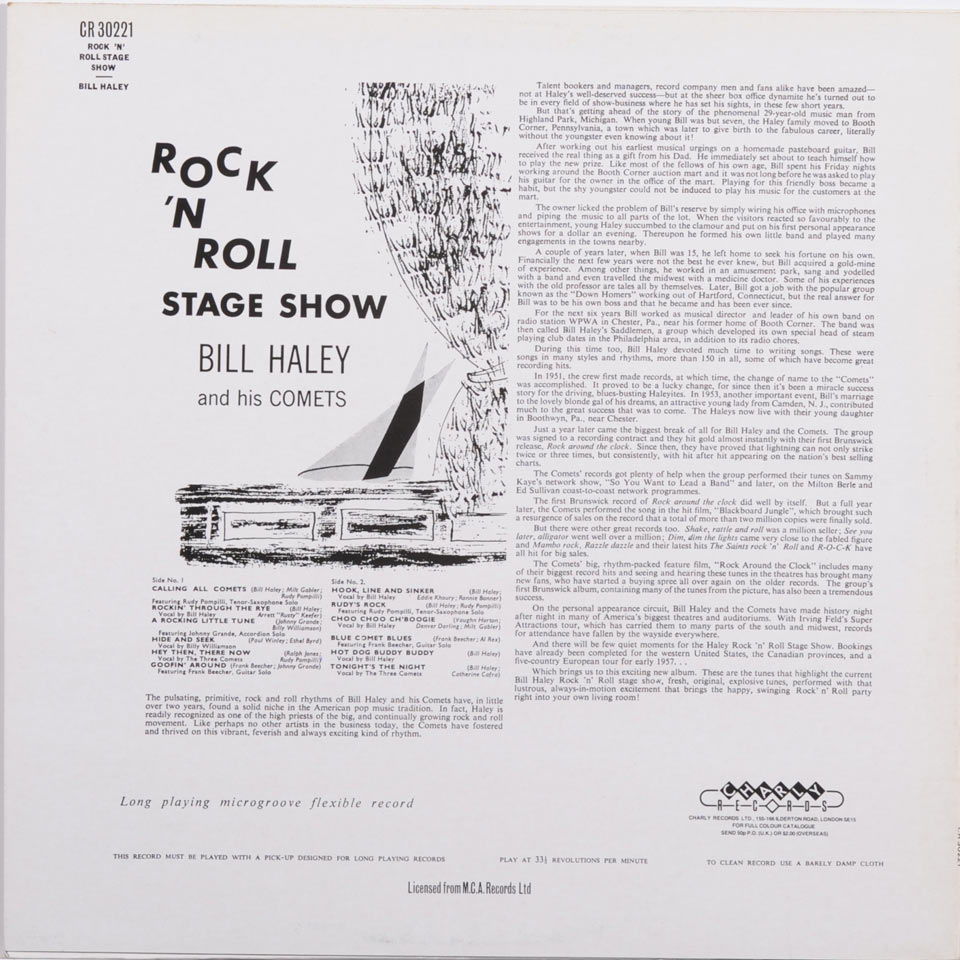 CR 30221
ROCK 'N'
ROLL STAGE
SHOW
BILL HALEY
ROCK
'N
ROLL
STAGE SHOW
BILL HALEY
and his COMETS
Side No. 1
CALLING ALL COMETS (Bill Haley; Milt Gabler;
Rudy Pompilli)
Featuring Rudy Pompilli, Tenor-Saxophone Solo
ROCKIN' THROUGH THE RYE (Bill Haley;
Vocal by Bill Haley Arrett "Rusty" Keefer)
A ROCKING LITTLE TUNE (Johnny Grande;
Billy Williamson)
Featuring Johnny Grande, Accordion Solo
HIDE AND SEEK (Paul Winley; Ethel Byrd)
Vocal by Billy Williamson
HEY THEN, THERE NOW (Ralph Jones;
Vocal by The Three Comets Rudy Pompilli)
GOOFIN' AROUND (Frank Beecher; Johnny Grande)
Featuring Frank Beecher, Guitar Solo
Side No. 2.
HOOK, LINE AND SINKER (Bill Haley;
Vocal by Bill Haley Eddie Khoury; Ronnie Bonner)
RUDY'S ROCK (Bill Haley; Rudy Pompilli)
Featuring Rudy Pompilli, Tenor-Saxophone Solo
CHOO CHOO CH'BOOGIE (Vaughn Horton;
Vocal by Bill Haley Denver Darling; Milt Gabler)
BLUE COMET BLUES (Frank Beecher; Al Rex)
Featuring Frank Beecher, Guitar Solo
HOT DOG BUDDY BUDDY (Bill Haley)
Vocal by Bill Haley
TONIGHT'S THE NIGHT (Bill Haley;
Vocal by The Three Comets Catherine Cafra)
The pulsating, primitive, rock and roll rhythms of Bill Haley and his Comets have, in little
over two years, found a solid niche in the American pop music tradition. In fact, Haley is
readily recognized as one of the high priests of the big, and continually growing rock and roll
movement. Like perhaps no other artists in the business today, the Comets have fostered
and thrived on this vibrant, feverish and always exciting kind of rhythm.
Talent bookers and managers, record company men and fans alike have been amazed—
not at Haley's well-deserved success—but at the sheer box office dynamite he's turned out to
be in every field of show-business where he has set his sights, in these few short years.
But that's getting ahead of the story of the phenomenal 29-year-old music man from
Highland Park, Michigan. When young Bill was but seven, the Haley family moved to Booth
Corner, Pennsylvania, a town which was later to give birth to the fabulous career, literally
without the youngster even knowing about it!
After working out his earliest musical urgings on a homemade pasteboard guitar, Bill
received the real thing as a gift from his Dad. He immediately set about to teach himself how
to play the new prize. Like most of the fellows of his own age, Bill spent his Friday nights
working around the Booth Corner auction mart and it was not long before he was asked to play
his guitar for the owner in the office of the mart. Playing for this friendly boss became a
habit, but the shy youngster could not be induced to play his music for the customers at the
mart.
The owner licked the problem of Bill's reserve by simply wiring his office with microphones
and piping the music to all parts of the lot. When the visitors reacted so favourably to the
entertainment, young Haley succumbed to the clamour and put on his first personal appearance
shows for a dollar an evening. Thereupon he formed his own little band and played many
engagements in the towns nearby.
A couple of years later, when Bill was 15, he left home to seek his fortune on his own.
Financially the next few years were not the best he ever knew, but Bill acquired a gold-mine
of experience. Among other things, he worked in an amusement park, sang and yodelled
with a band and even travelled the midwest with a medicine doctor. Some of his experiences
with the old professor are tales all by themselves. Later, Bill got a job with the popular group
known as the "Down Homers" working out of Hartford, Connecticut, but the real answer for
Bill was to be his own boss and that he became and has been ever since.
For the next six years Bill worked as musical director and leader of his own band on
radio station WPWA in Chester, Pa., near his former home of Booth Corner. The band was
then called Bill Haley's Saddlemen, a group which developed its own special head of steam
playing club dates in the Philadelphia area, in addition to its radio chores.
During this time too, Bill Haley devoted much time to writing songs. These were
songs in many styles and rhythms, more than 150 in all, some of which have become great
recording hits.
In 1951, the crew first made records, at which time, the change of name to the "Comets"
was accomplished. It proved to be a lucky change, for since then it's been a miracle success
story for the driving, blues-busting Haleyites. In 1953, another important event, Bill's marriage
to the lovely blonde gal of his dreams, an attractive young lady from Camden, N. J., contributed
much to the great success that was to come. The Haleys now live with their young daughter
in Boothwyn, Pa., near Chester.
Just a year later came the biggest break of all for Bill Haley and the Comets. The group
was signed to a recording contract and they hit gold almost instantly with their first Brunswick
release, Rock around the clock. Since then, they have proved that lightning can not only strike
twice or three times, but consistently, with hit after hit appearing on the nation's best selling
charts.
The Comets' records got plenty of help when the group performed their tunes on Sammy
Kaye's network show, "So You Want to Lead a Band" and later, on the Milton Berle and
Ed Sullivan coast-to-coast network programmes.
The first Brunswick record of Rock around the clock did well by itself. But a full year
later, the Comets performed the song in the hit film, "Blackboard Jungle", which brought such
a resurgence of sales on the record that a total of more than two million copies were finally sold.
But there were other great records too. Shake, rattle and roll was a million seller; See you
later, alligator went well over a million; Dim, dim the lights came very close to the fabled figure
and Mambo rock, Razzle dazzle and their latest hits The Saints rock 'n' Roll and R-O-C-K have
all hit for big sales.
The Comets' big, rhythm-packed feature film, "Rock Around the Clock" includes many
of their biggest record hits and seeing and hearing these tunes in the theatres has brought many
new fans, who have started a buying spree all over again on the older records. The group's
first Brunswick album, containing many of the tunes from the picture, has also been a tremendous
success.
On the personal appearance circuit, Bill Haley and the Comets have made history night
after night in many of America's biggest theatres and auditoriums. With Irving Feld's Super
Attractions tour, which has carried them to many parts of the south and midwest, records
for attendance have fallen by the wayside everywhere.
And there will be few quiet moments for the Haley Rock 'n' Roll Stage Show. Bookings
have already been completed for the western United States, the Canadian provinces, and a
five-country European tour for early 1957. . .
Which brings us to this exciting new album. These are the tunes that highlight the current
Bill Haley Rock 'n' Roll stage show, fresh, original, explosive tunes, performed with that
lustrous, always-in-motion excitement that brings the happy, swinging Rock' n' Roll party
right into your own living room!
Long playing microgroove flexible record
CHARLY
RECORDS
CHARLY RECORDS LTD., 155-166 ILDERTON ROAD, LONDON SE15
FOR FULL COLOUR CATALOGUE
SEND 50p P.O. (U.K.) OR $2.00 (OVERSEAS)
THIS RECORD MUST BE PLAYED WITH A PICK-UP DESIGNED FOR LONG PLAYING RECORDS
PLAY AT 33⅓ REVOLUTIONS PER MINUTE
TO CLEAN RECORD USE A BARELY DAMP CLOTH
Licensed from M.C.A. Records Ltd